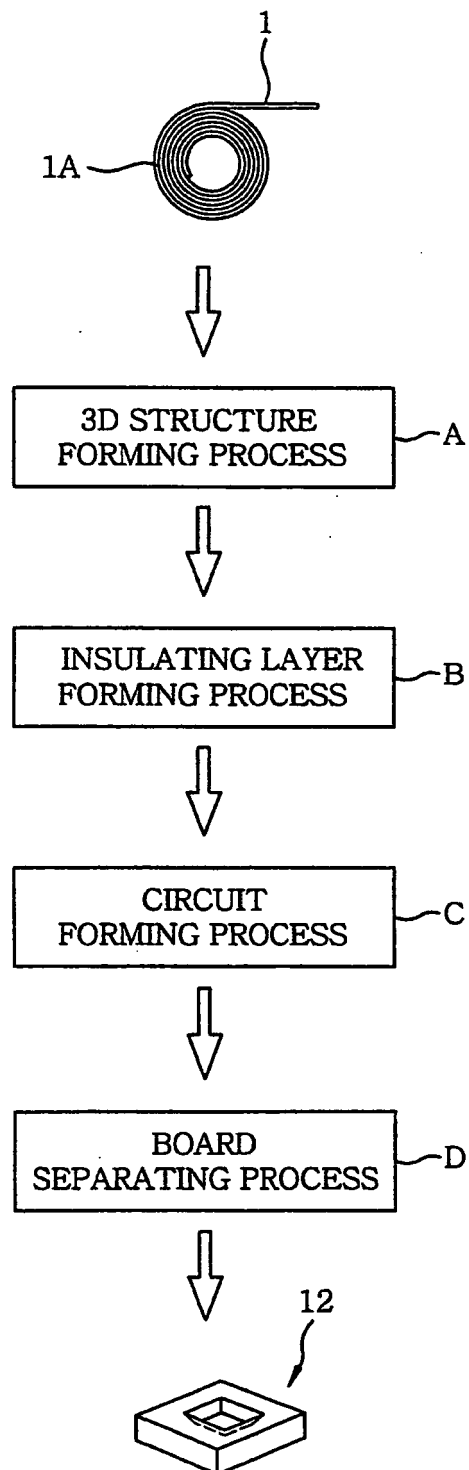 1
1A
3D STRUCTURE
FORMING PROCESS
A
INSULATING LAYER
FORMING PROCESS
B
CIRCUIT
FORMING PROCESS
C
BOARD
SEPARATING PROCESS
D
12